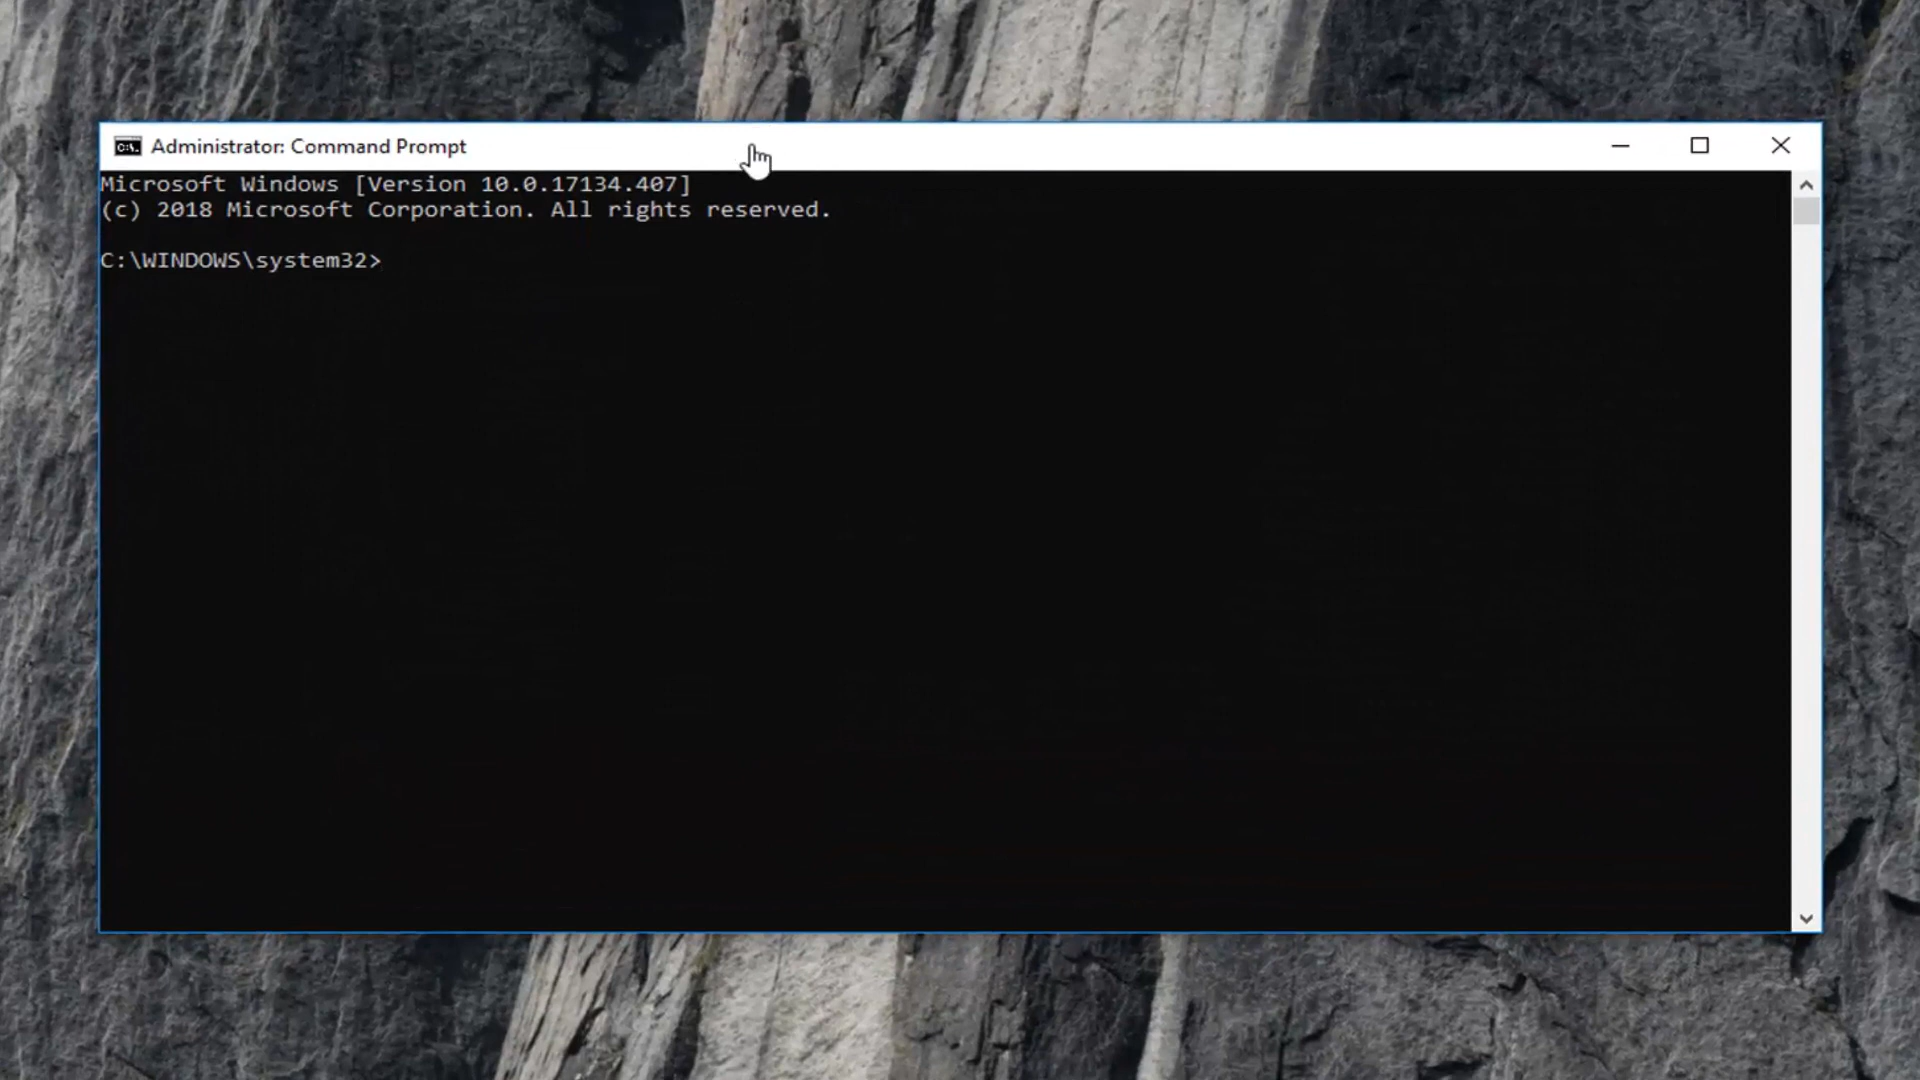 Administrator: Command Prompt
Microsoft Windows [Version 10.0.17134.407]
(c) 2018 Microsoft Corporation. All rights reserved.
C:\WINDOWS\system32>